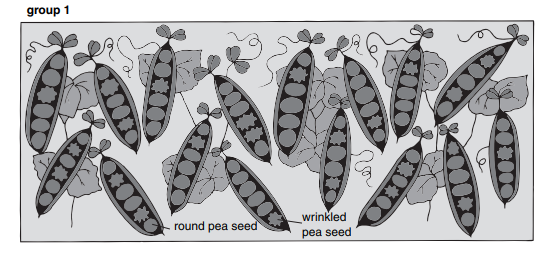 group 1
round pea seed
wrinkled
pea seed